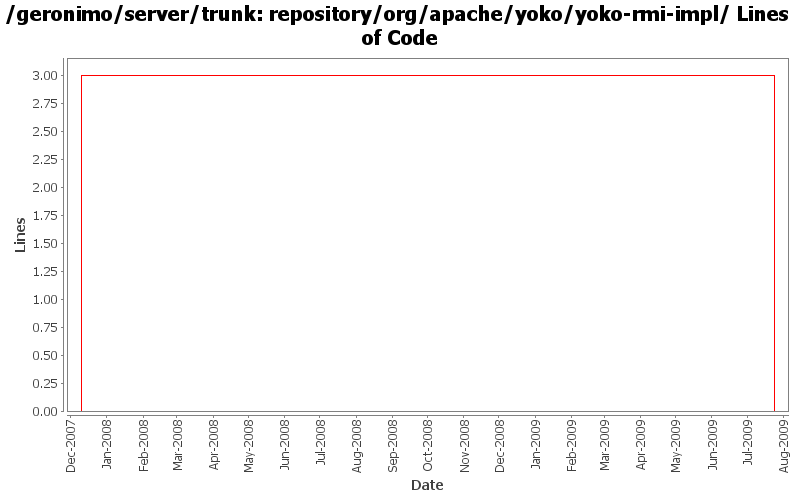 /geronimo/server/trunk: repository/org/apache/yoko/yoko-rmi-impl/ Lines
of Code
3.00
2.75
2.50
2.25
2.00
1.75
1.50
1.25
1.00
0.75
0.50
0.25
0.00
Lines
Dec-2007
Jan-2008
Feb-2008
Mar-2008
Apr-2008
May-2008
Jun-2008
Jul-2008
Aug-2008
Sep-2008
Oct-2008
Nov-2008
Dec-2008
Jan-2009
Feb-2009
Mar-2009
Apr-2009
May-2009
Jun-2009
Jul-2009
Aug-2009
Date